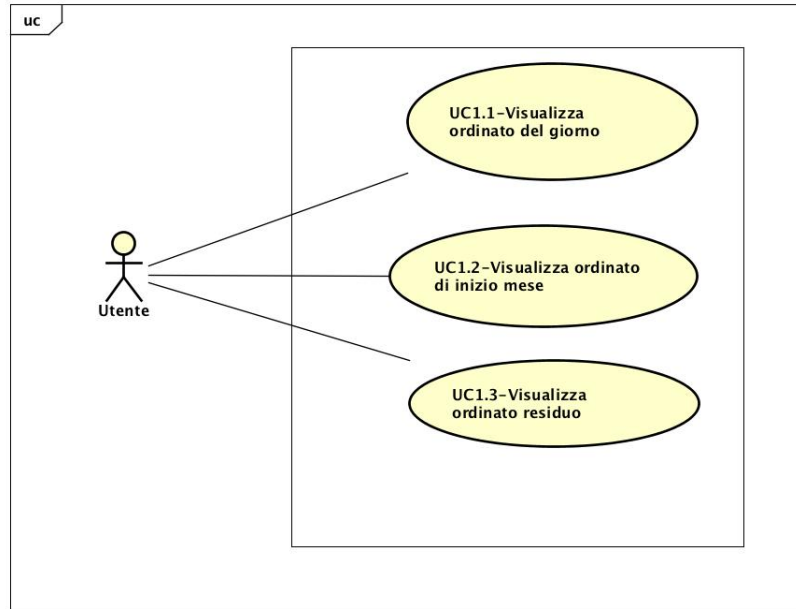 uc
UC1.1-Visualizza
ordinato del giorno
UC1.2-Visualizza ordinato
di inizio mese
Utente
UC1.3-Visualizza
ordinato residuo